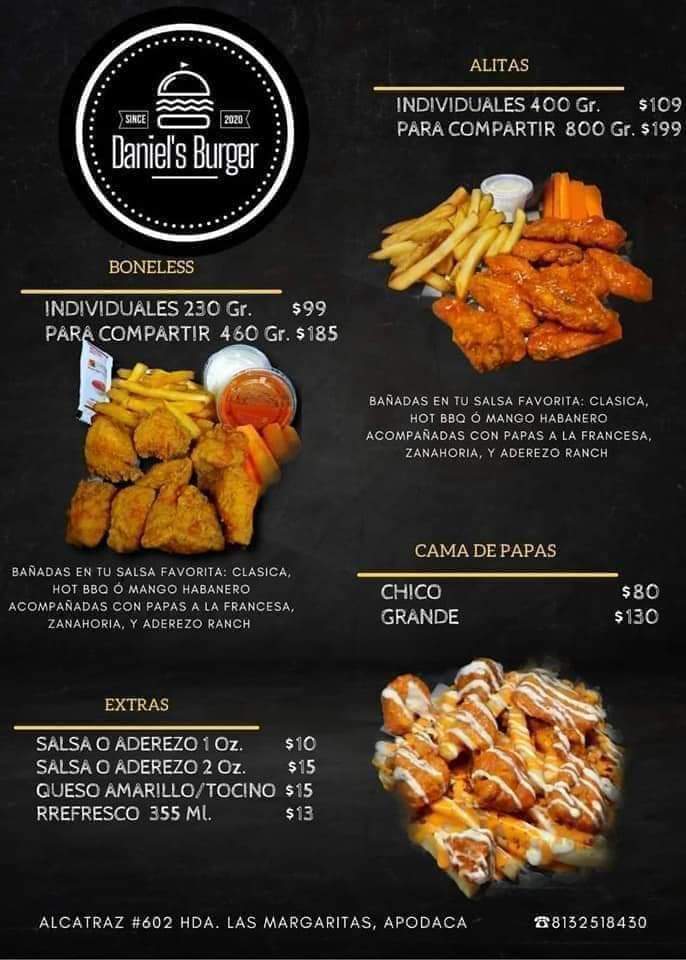 SINCE 2020
Daniel's Burger
ALITAS
INDIVIDUALES 400 Gr. $109
PARA COMPARTIR 800 Gr. $199
BONELESS
INDIVIDUALES 230 Gr. $99
PARA COMPARTIR 460 Gr. $185
BAÑADAS EN TU SALSA FAVORITA: CLASICA,
HOT BBQ Ó MANGO HABANERO
ACOMPAÑADAS CON PAPAS A LA FRANCESA,
ZANAHORIA, Y ADEREZO RANCH
BAÑADAS EN TU SALSA FAVORITA: CLASICA,
HOT BBQ Ó MANGO HABANERO
ACOMPAÑADAS CON PAPAS A LA FRANCESA,
ZANAHORIA, Y ADEREZO RANCH
CAMA DE PAPAS
CHICO $80
GRANDE $130
EXTRAS
SALSA O ADEREZO 1 Oz. $10
SALSA O ADEREZO 2 Oz. $15
QUESO AMARILLO/TOCINO $15
RREFRESCO 355 Ml. $13
ALCATRAZ #602 HDA. LAS MARGARITAS, APODACA ☎8132518430